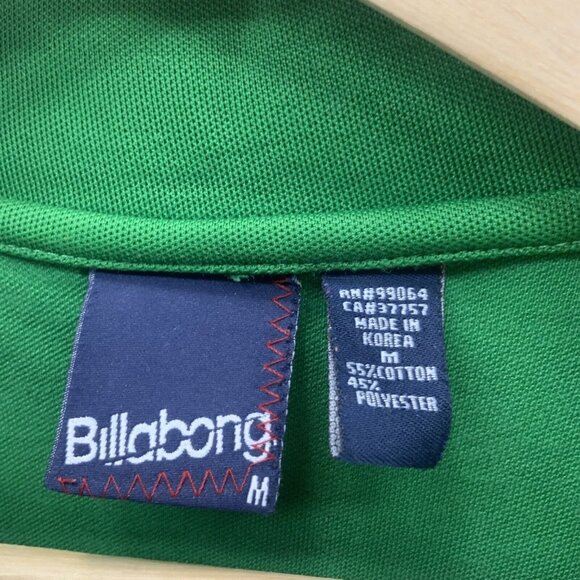 Billabong
M
RN#99064
CA#37757
MADE IN
KOREA
M
55%COTTON
45%
POLYESTER